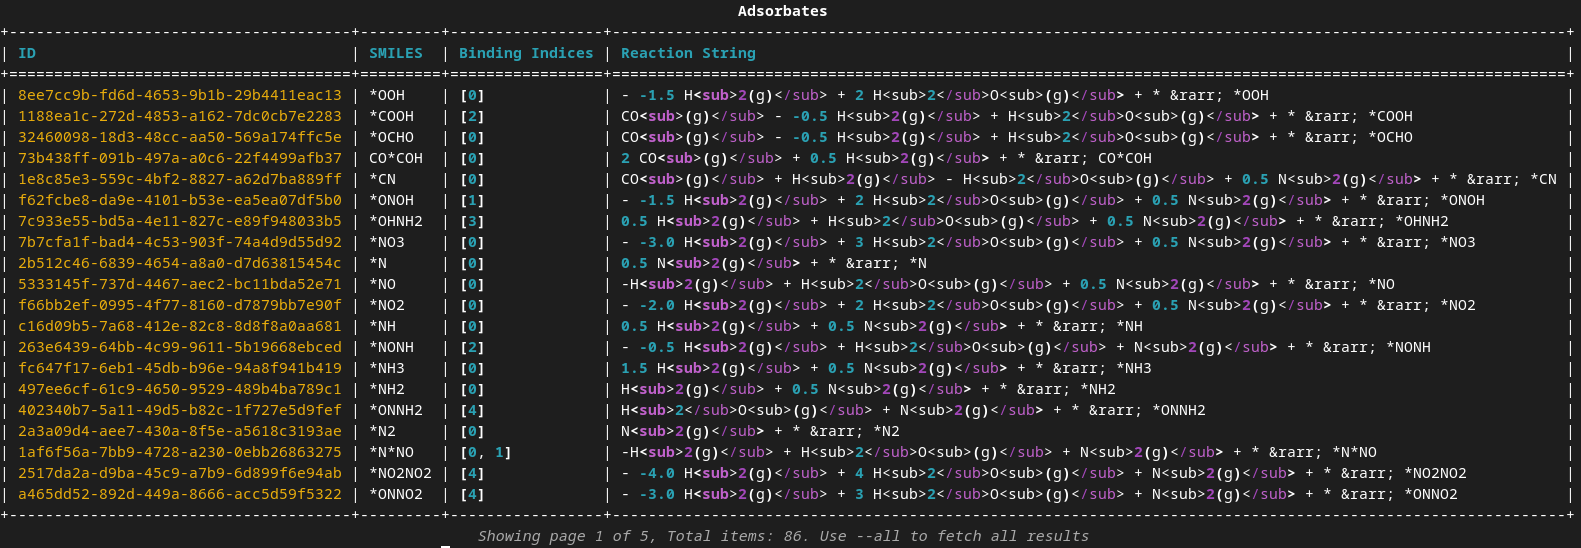 Adsorbates
+--------------------------------------+---------+-----------------+----------------------------------------------------------------------------------------------------------+
| ID | SMILES | Binding Indices | Reaction String |
+======================================+=========+=================+==========================================================================================================+
| 8ee7cc9b-fd6d-4653-9b1b-29b4411eac13 | *OOH | [0] | - -1.5 H<sub>2(g)</sub> + 2 H<sub>2</sub>O<sub>(g)</sub> + * &rarr; *OOH |
| 1188ea1c-272d-4853-a162-7dc0cb7e2283 | *COOH | [2] | CO<sub>(g)</sub> - -0.5 H<sub>2(g)</sub> + H<sub>2</sub>O<sub>(g)</sub> + * &rarr; *COOH |
| 32460098-18d3-48cc-aa50-569a174ffc5e | *OCHO | [0] | CO<sub>(g)</sub> - -0.5 H<sub>2(g)</sub> + H<sub>2</sub>O<sub>(g)</sub> + * &rarr; *OCHO |
| 73b438ff-091b-497a-a0c6-22f4499afb37 | CO*COH | [0] | 2 CO<sub>(g)</sub> + 0.5 H<sub>2(g)</sub> + * &rarr; CO*COH |
| 1e8c85e3-559c-4bf2-8827-a62d7ba889ff | *CN | [0] | CO<sub>(g)</sub> + H<sub>2(g)</sub> - H<sub>2</sub>O<sub>(g)</sub> + 0.5 N<sub>2(g)</sub> + * &rarr; *CN |
| f62fcbe8-da9e-4101-b53e-ea5ea07df5b0 | *ONOH | [1] | - -1.5 H<sub>2(g)</sub> + 2 H<sub>2</sub>O<sub>(g)</sub> + 0.5 N<sub>2(g)</sub> + * &rarr; *ONOH |
| 7c933e55-bd5a-4e11-827c-e89f948033b5 | *OHNH2 | [3] | 0.5 H<sub>2(g)</sub> + H<sub>2</sub>O<sub>(g)</sub> + 0.5 N<sub>2(g)</sub> + * &rarr; *OHNH2 |
| 7b7cfa1f-bad4-4c53-903f-74a4d9d55d92 | *NO3 | [0] | - -3.0 H<sub>2(g)</sub> + 3 H<sub>2</sub>O<sub>(g)</sub> + 0.5 N<sub>2(g)</sub> + * &rarr; *NO3 |
| 2b512c46-6839-4654-a8a0-d7d63815454c | *N | [0] | 0.5 N<sub>2(g)</sub> + * &rarr; *N |
| 5333145f-737d-4467-aec2-bc11bda52e71 | *NO | [0] | -H<sub>2(g)</sub> + H<sub>2</sub>O<sub>(g)</sub> + 0.5 N<sub>2(g)</sub> + * &rarr; *NO |
| f66bb2ef-0995-4f77-8160-d7879bb7e90f | *NO2 | [0] | - -2.0 H<sub>2(g)</sub> + 2 H<sub>2</sub>O<sub>(g)</sub> + 0.5 N<sub>2(g)</sub> + * &rarr; *NO2 |
| c16d09b5-7a68-412e-82c8-8d8f8a0aa681 | *NH | [0] | 0.5 H<sub>2(g)</sub> + 0.5 N<sub>2(g)</sub> + * &rarr; *NH |
| 263e6439-64bb-4c99-9611-5b19668ebced | *NONH | [2] | - -0.5 H<sub>2(g)</sub> + H<sub>2</sub>O<sub>(g)</sub> + N<sub>2(g)</sub> + * &rarr; *NONH |
| fc647f17-6eb1-45db-b96e-94a8f941b419 | *NH3 | [0] | 1.5 H<sub>2(g)</sub> + 0.5 N<sub>2(g)</sub> + * &rarr; *NH3 |
| 497ee6cf-61c9-4650-9529-489b4ba789c1 | *NH2 | [0] | H<sub>2(g)</sub> + 0.5 N<sub>2(g)</sub> + * &rarr; *NH2 |
| 402340b7-5a11-49d5-b82c-1f727e5d9fef | *ONNH2 | [4] | H<sub>2</sub>O<sub>(g)</sub> + N<sub>2(g)</sub> + * &rarr; *ONNH2 |
| 2a3a09d4-aee7-430a-8f5e-a5618c3193ae | *N2 | [0] | N<sub>2(g)</sub> + * &rarr; *N2 |
| 1af6f56a-7bb9-4728-a230-0ebb26863275 | *N*NO | [0, 1] | -H<sub>2(g)</sub> + H<sub>2</sub>O<sub>(g)</sub> + N<sub>2(g)</sub> + * &rarr; *N*NO |
| 2517da2a-d9ba-45c9-a7b9-6d899f6e94ab | *NO2NO2 | [4] | - -4.0 H<sub>2(g)</sub> + 4 H<sub>2</sub>O<sub>(g)</sub> + N<sub>2(g)</sub> + * &rarr; *NO2NO2 |
| a465dd52-892d-449a-8666-acc5d59f5322 | *ONNO2 | [4] | - -3.0 H<sub>2(g)</sub> + 3 H<sub>2</sub>O<sub>(g)</sub> + N<sub>2(g)</sub> + * &rarr; *ONNO2 |
+--------------------------------------+---------+-----------------+----------------------------------------------------------------------------------------------------------+
Showing page 1 of 5, Total items: 86. Use --all to fetch all results